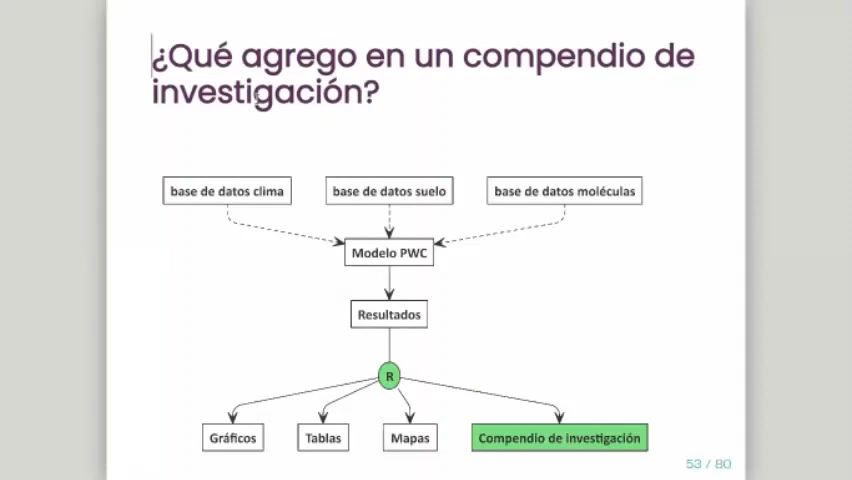 ¿Qué agrego en un compendio de
investigación?
base de datos clima
base de datos suelo
base de datos moléculas
Modelo PWC
Resultados
R
Gráficos
Tablas
Mapas
Compendio de investigación
53 / 80